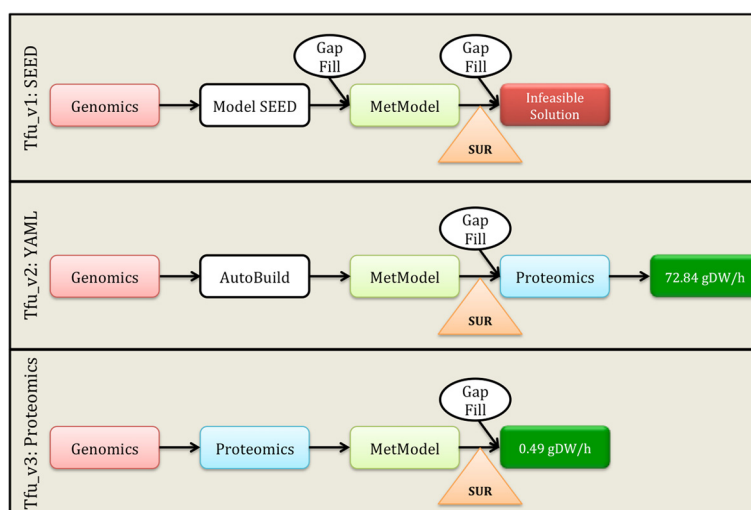 Tfu_v1: SEED
Gap
Fill
Gap
Fill
Genomics
Model SEED
MetModel
Infeasible
Solution
SUR
Tfu_v2: YAML
Gap
Fill
Genomics
AutoBuild
MetModel
Proteomics
72.84 gDW/h
SUR
Tfu_v3: Proteomics
Gap
Fill
Genomics
Proteomics
MetModel
0.49 gDW/h
SUR